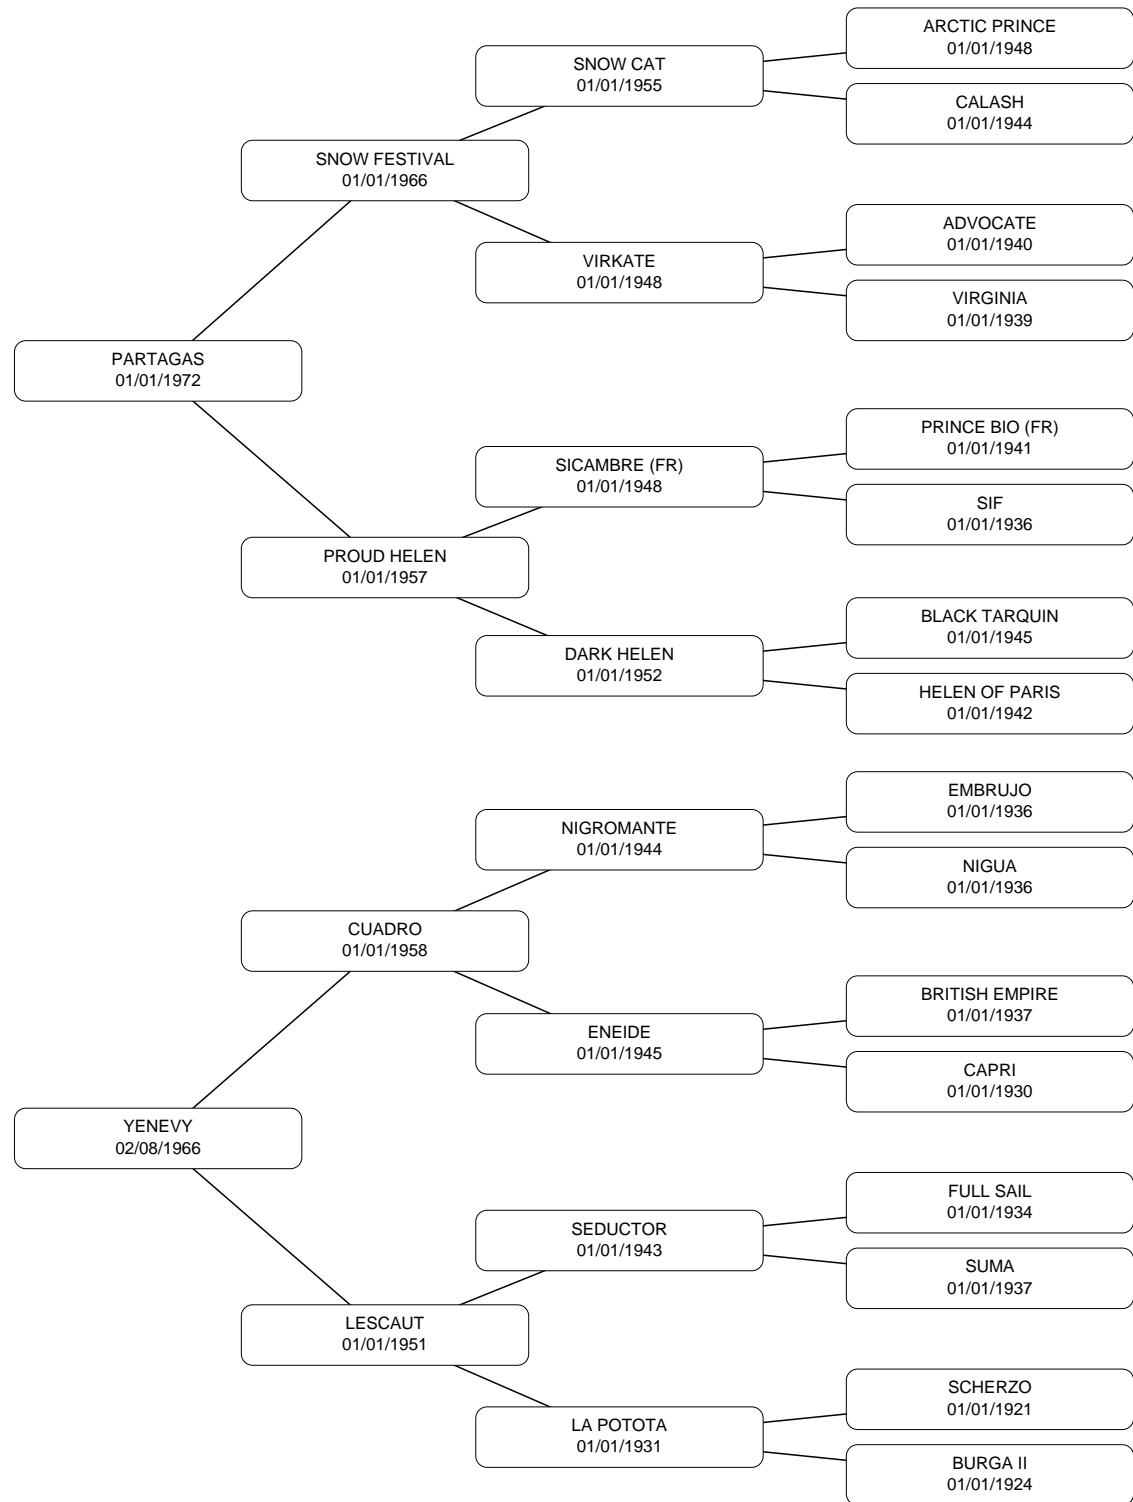 ARCTIC PRINCE
01/01/1948
SNOW CAT
01/01/1955
CALASH
01/01/1944
SNOW FESTIVAL
01/01/1966
ADVOCATE
01/01/1940
VIRKATE
01/01/1948
VIRGINIA
01/01/1939
PARTAGAS
01/01/1972
PRINCE BIO (FR)
01/01/1941
SICAMBRE (FR)
01/01/1948
SIF
01/01/1936
PROUD HELEN
01/01/1957
BLACK TARQUIN
01/01/1945
DARK HELEN
01/01/1952
HELEN OF PARIS
01/01/1942
EMBRUJO
01/01/1936
NIGROMANTE
01/01/1944
NIGUA
01/01/1936
CUADRO
01/01/1958
BRITISH EMPIRE
01/01/1937
ENEIDE
01/01/1945
CAPRI
01/01/1930
YENEVY
02/08/1966
FULL SAIL
01/01/1934
SEDUCTOR
01/01/1943
SUMA
01/01/1937
LESCAUT
01/01/1951
SCHERZO
01/01/1921
LA POTOTA
01/01/1931
BURGA II
01/01/1924